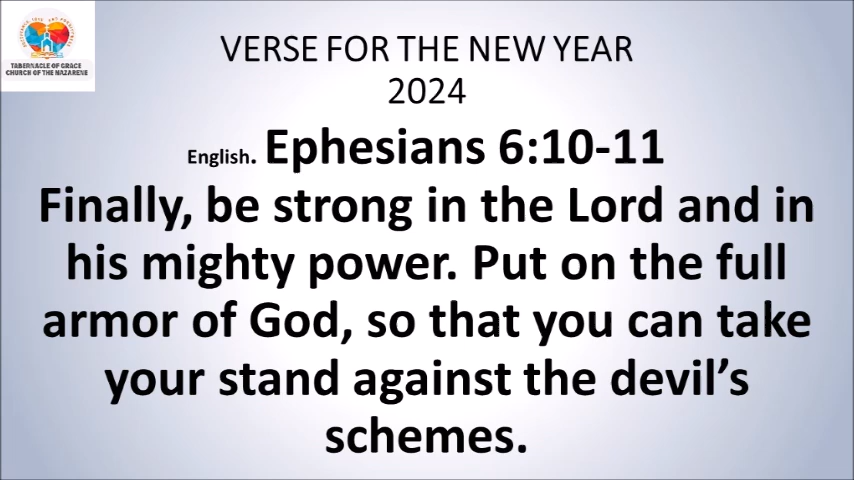 TABERNACLE OF GRACE
CHURCH OF THE NAZARENE
VERSE FOR THE NEW YEAR
2024
English. Ephesians 6:10-11
Finally, be strong in the Lord and in
his mighty power. Put on the full
armor of God, so that you can take
your stand against the devil’s
schemes.